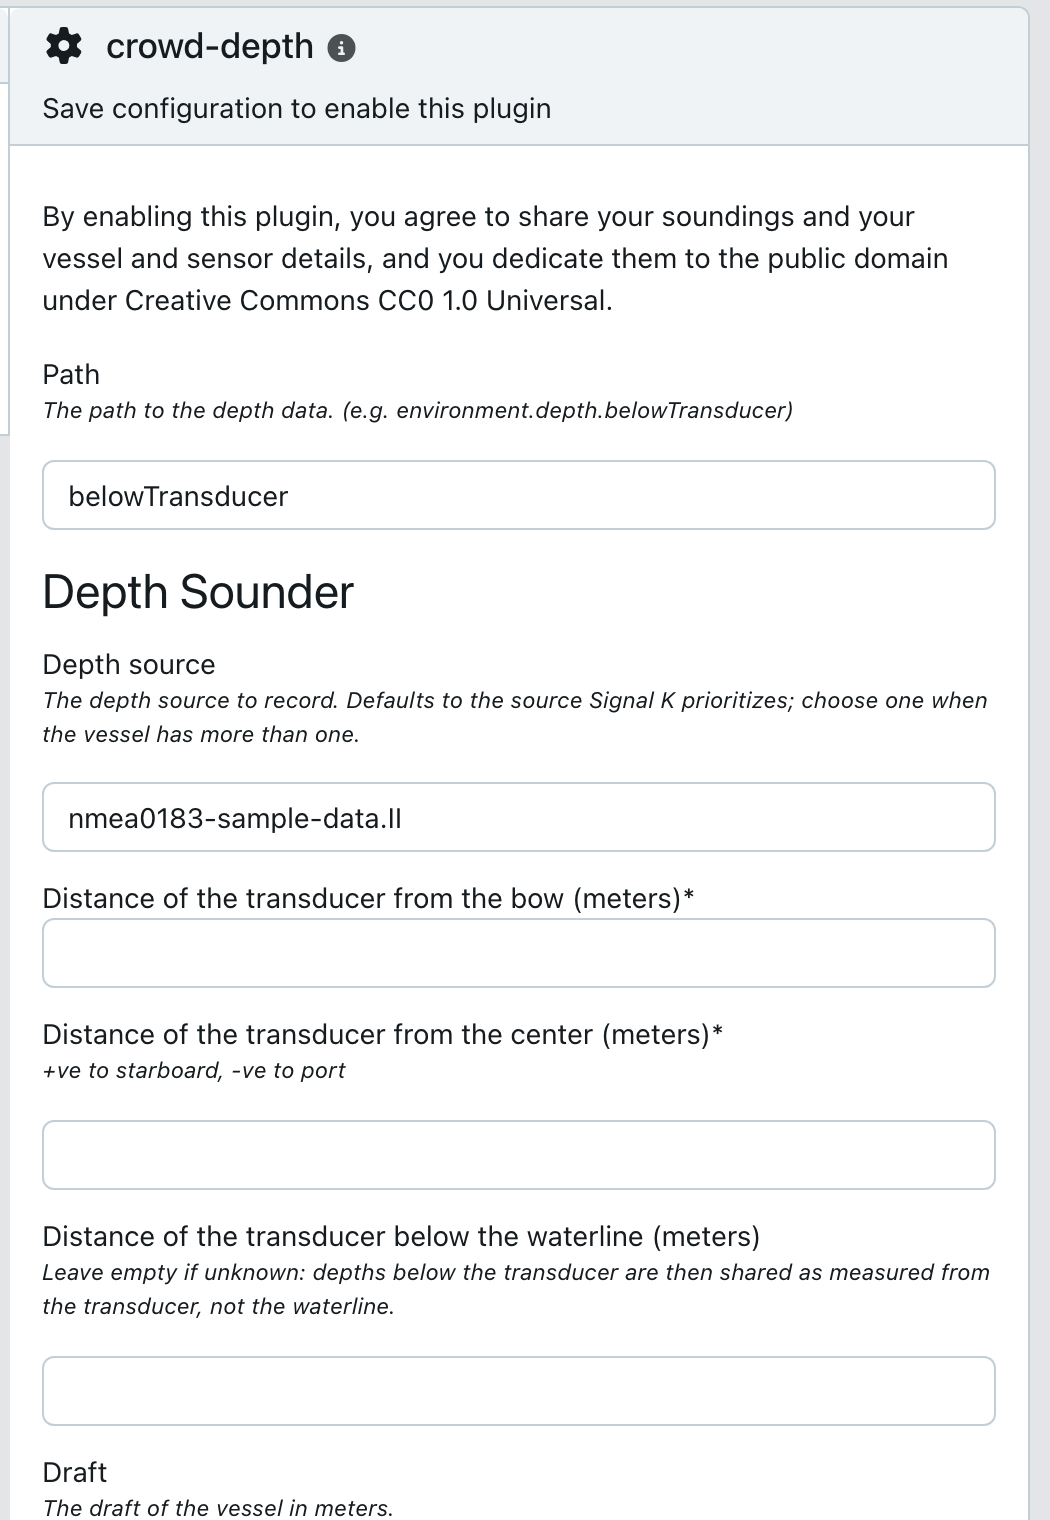 crowd-depth
Save configuration to enable this plugin
By enabling this plugin, you agree to share your soundings and your
vessel and sensor details, and you dedicate them to the public domain
under Creative Commons CC0 1.0 Universal.
Path
The path to the depth data. (e.g. environment.depth.belowTransducer)
belowTransducer
Depth Sounder
Depth source
The depth source to record. Defaults to the source Signal K prioritizes; choose one when
the vessel has more than one.
nmea0183-sample-data.II
Distance of the transducer from the bow (meters)*
Distance of the transducer from the center (meters)*
+ve to starboard, -ve to port
Distance of the transducer below the waterline (meters)
Leave empty if unknown: depths below the transducer are then shared as measured from
the transducer, not the waterline.
Draft
The draft of the vessel in meters.